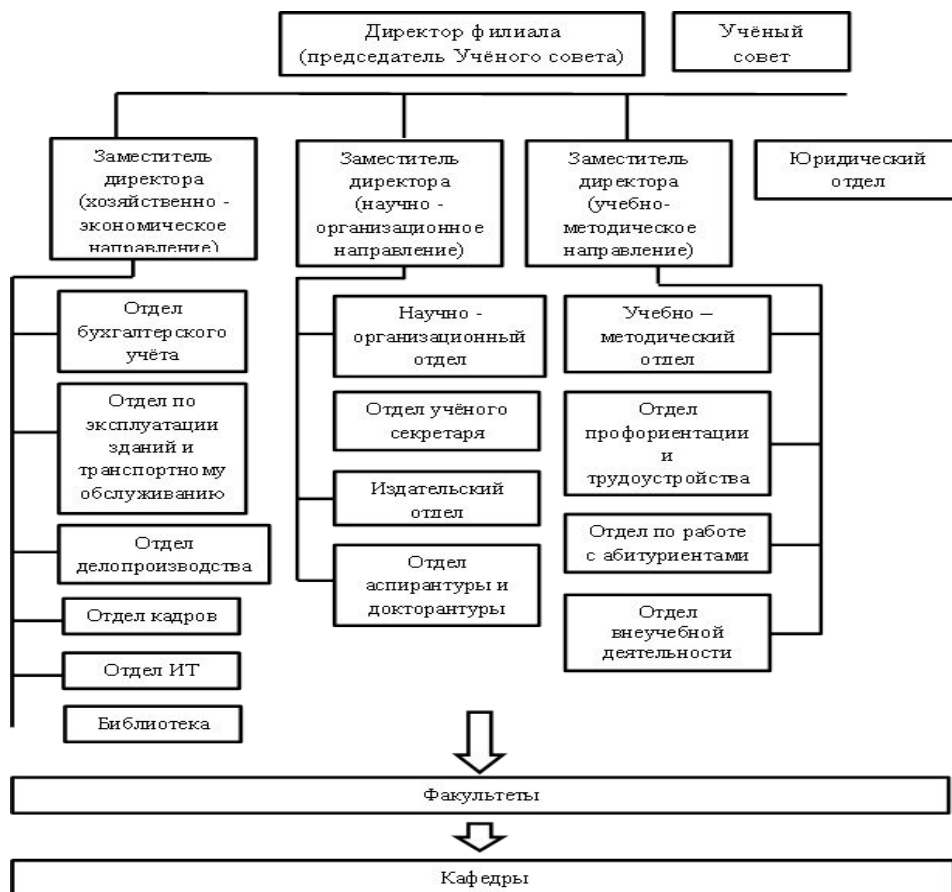 Директор филиала
(председатель Учёного совета)
Учёный
совет
Заместитель
директора
(хозяйственно -
экономическое
направление)
Заместитель
директора
(научно -
организационное
направление)
Заместитель
директора
(учебно-
методическое
направление)
Юридический
отдел
Отдел
бухгалтерского
учёта
Отдел по
эксплуатации
зданий и
транспортному
обслуживанию
Отдел
делопроизводства
Отдел кадров
Отдел ИТ
Библиотека
Научно -
организационный
отдел
Отдел учёного
секретаря
Издательский
отдел
Отдел
аспирантуры и
докторантуры
Учебно –
методический
отдел
Отдел
профориентации
и
трудоустройства
Отдел по работе
с абитуриентами
Отдел
внеучебной
деятельности
Факультеты
Кафедры